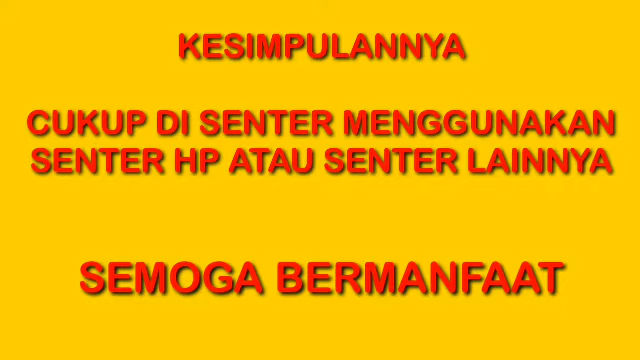 KESIMPULANNYA
CUKUP DI SENTER MENGGUNAKAN
SENTER HP ATAU SENTER LAINNYA
SEMOGA BERMANFAAT